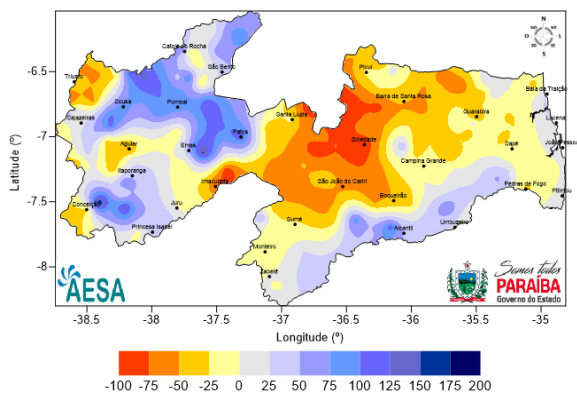 N
O L
S
-6.5
-7
-7.5
-8
Latitude (º)
Catolé do Rocha
São Bento
Triunfo
Picuí
Sousa
Pombal
Barra de Santa Rosa
Baía da Traição
Cajazeiras
Santa Luzia
Guarabira
Lucena
Patos
Aguiar
Emas
Soledade
Sapé
João Pessoa
Itaporanga
Campina Grande
Imaculada
São João do Cariri
Pedras de Fogo
Pitimbu
Conceição
Juru
Boqueirão
Princesa Isabel
Sumé
Alcantil
Umbuzeiro
Monteiro
Zabelê
AESA
Somos todos
PARAÍBA
Governo do Estado
-38.5 -38 -37.5 -37 -36.5 -36 -35.5 -35
Longitude (º)
-100 -75 -50 -25 0 25 50 75 100 125 150 175 200